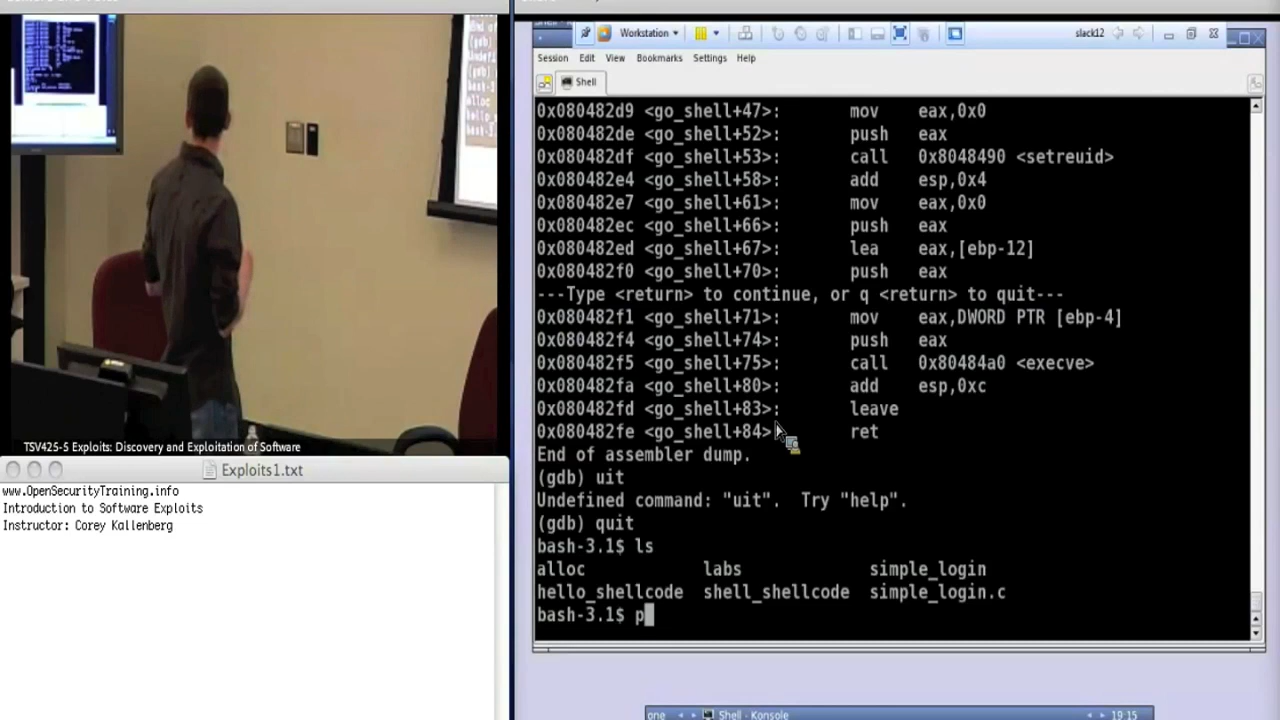 TSV425-5 Exploits: Discovery and Exploitation of Software
Exploits1.txt
www.OpenSecurityTraining.info
Introduction to Software Exploits
Instructor: Corey Kallenberg
Workstation
slack12
Session Edit View Bookmarks Settings Help
Shell
0x080482d9 <go_shell+47>: mov eax,0x0
0x080482de <go_shell+52>: push eax
0x080482df <go_shell+53>: call 0x8048490 <setreuid>
0x080482e4 <go_shell+58>: add esp,0x4
0x080482e7 <go_shell+61>: mov eax,0x0
0x080482ec <go_shell+66>: push eax
0x080482ed <go_shell+67>: lea eax,[ebp-12]
0x080482f0 <go_shell+70>: push eax
---Type <return> to continue, or q <return> to quit---
0x080482f1 <go_shell+71>: mov eax,DWORD PTR [ebp-4]
0x080482f4 <go_shell+74>: push eax
0x080482f5 <go_shell+75>: call 0x80484a0 <execve>
0x080482fa <go_shell+80>: add esp,0xc
0x080482fd <go_shell+83>: leave
0x080482fe <go_shell+84>: ret
End of assembler dump.
(gdb) uit
Undefined command: "uit".  Try "help".
(gdb) quit
bash-3.1$ ls
alloc labs simple_login
hello_shellcode shell_shellcode simple_login.c
bash-3.1$ p
one Shell - Konsole 19:15